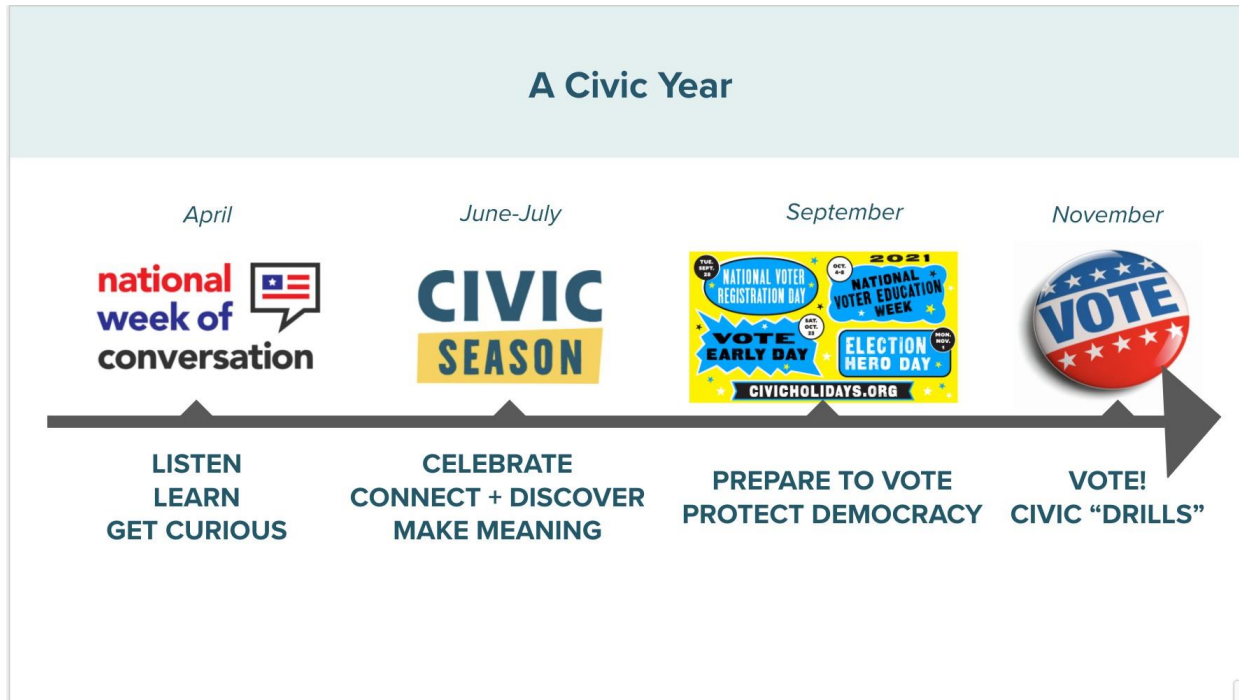 A Civic Year
April
national
week of
conversation
LISTEN
LEARN
GET CURIOUS
June-July
CIVIC
SEASON
CELEBRATE
CONNECT + DISCOVER
MAKE MEANING
September
2021
TUE.
SEPT.
28
NATIONAL VOTER
REGISTRATION DAY
OCT.
4-8
NATIONAL
VOTER EDUCATION
WEEK
VOTE
EARLY DAY
SAT.
OCT.
23
ELECTION
HERO DAY
MON.
NOV.
1
CIVICHOLIDAYS.ORG
PREPARE TO VOTE
PROTECT DEMOCRACY
November
VOTE
VOTE!
CIVIC “DRILLS”